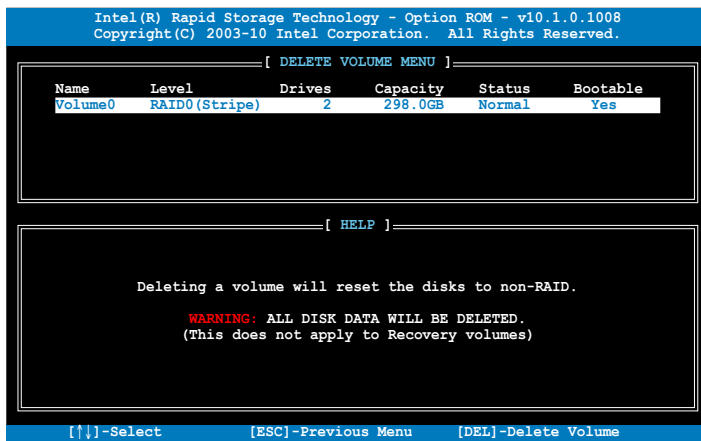 Intel(R) Rapid Storage Technology - Option ROM - v10.1.0.1008
Copyright(C) 2003-10 Intel Corporation. All Rights Reserved.
[ DELETE VOLUME MENU ]
Name Level Drives Capacity Status Bootable
Volume0 RAID0(Stripe) 2 298.0GB Normal Yes
[ HELP ]
Deleting a volume will reset the disks to non-RAID.
WARNING: ALL DISK DATA WILL BE DELETED.
(This does not apply to Recovery volumes)
[↑↓]-Select [ESC]-Previous Menu [DEL]-Delete Volume